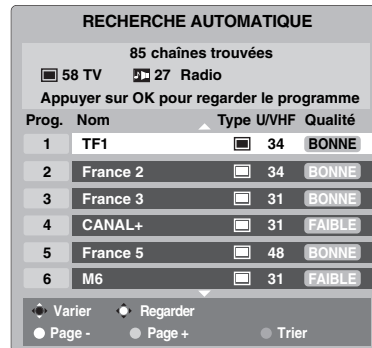 RECHERCHE AUTOMATIQUE
85 chaînes trouvées
58 TV 27 Radio
Appuyer sur OK pour regarder le programme
Prog. Nom Type U/VHF Qualité
1 TF1 34 BONNE
2 France 2 34 BONNE
3 France 3 31 BONNE
4 CANAL+ 31 FAIBLE
5 France 5 48 BONNE
6 M6 31 FAIBLE
Varier Regarder
Page - Page + Trier